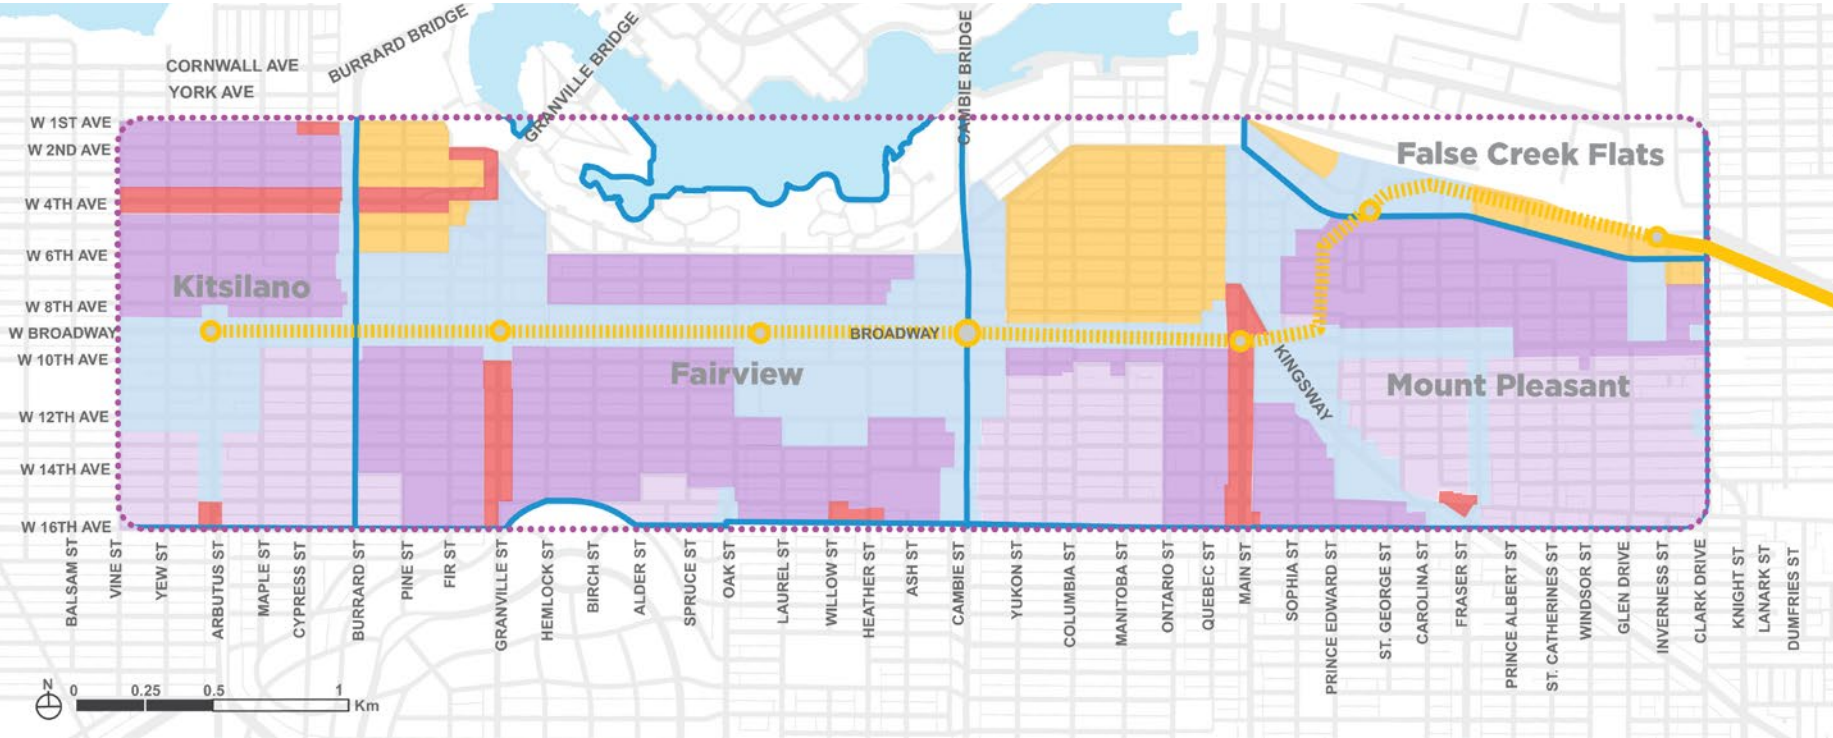 CORNWALL AVE
YORK AVE
BURRARD BRIDGE
GRANVILLE BRIDGE
CAMBIE BRIDGE
W 1ST AVE
W 2ND AVE
W 4TH AVE
W 6TH AVE
W 8TH AVE
W BROADWAY
W 10TH AVE
W 12TH AVE
W 14TH AVE
W 16TH AVE
False Creek Flats
Kitsilano
BROADWAY
Fairview
KINGSWAY
Mount Pleasant
BALSAM ST
VINE ST
YEW ST
ARBUTUS ST
MAPLE ST
CYPRESS ST
BURRARD ST
PINE ST
FIR ST
GRANVILLE ST
HEMLOCK ST
BIRCH ST
ALDER ST
SPRUCE ST
OAK ST
LAUREL ST
WILLOW ST
HEATHER ST
ASH ST
CAMBIE ST
YUKON ST
COLUMBIA ST
MANITOBA ST
ONTARIO ST
QUEBEC ST
MAIN ST
SOPHIA ST
PRINCE EDWARD ST
ST. GEORGE ST
CAROLINA ST
FRASER ST
PRINCE ALBERT ST
ST. CATHERINES ST
WINDSOR ST
GLEN DRIVE
INVERNESS ST
CLARK DRIVE
KNIGHT ST
LANARK ST
DUMFRIES ST
N
0 0.25 0.5 1
Km